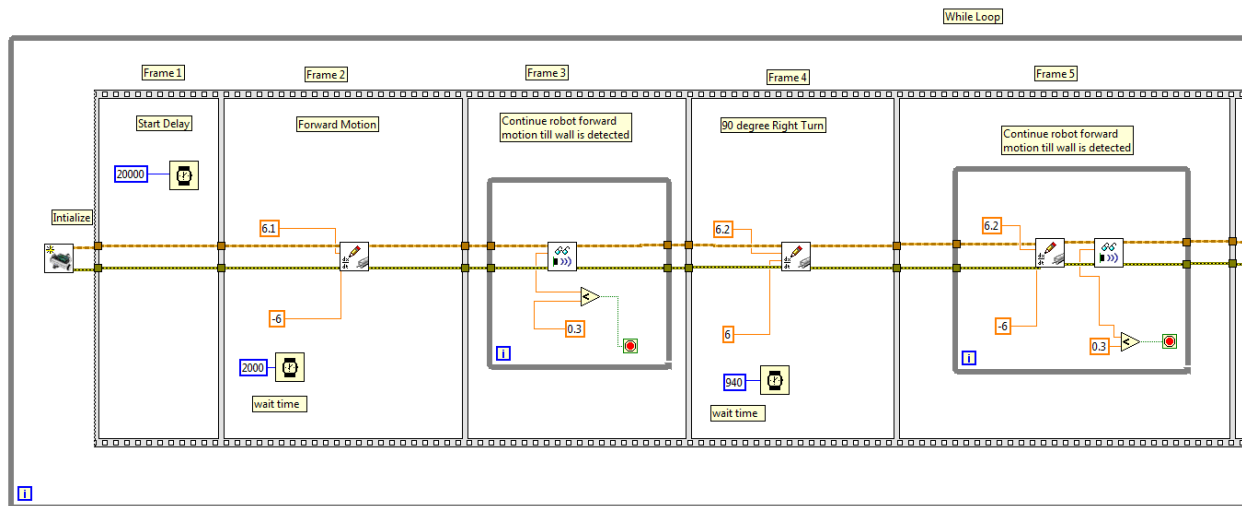 While Loop
Frame 1
Frame 2
Frame 3
Frame 4
Frame 5
Start Delay
20000
Intialize
Forward Motion
6.1
-6
2000
wait time
Continue robot forward
motion till wall is detected
0.3
i
90 degree Right Turn
6.2
6
940
wait time
Continue robot forward
motion till wall is detected
6.2
-6
0.3
i
i